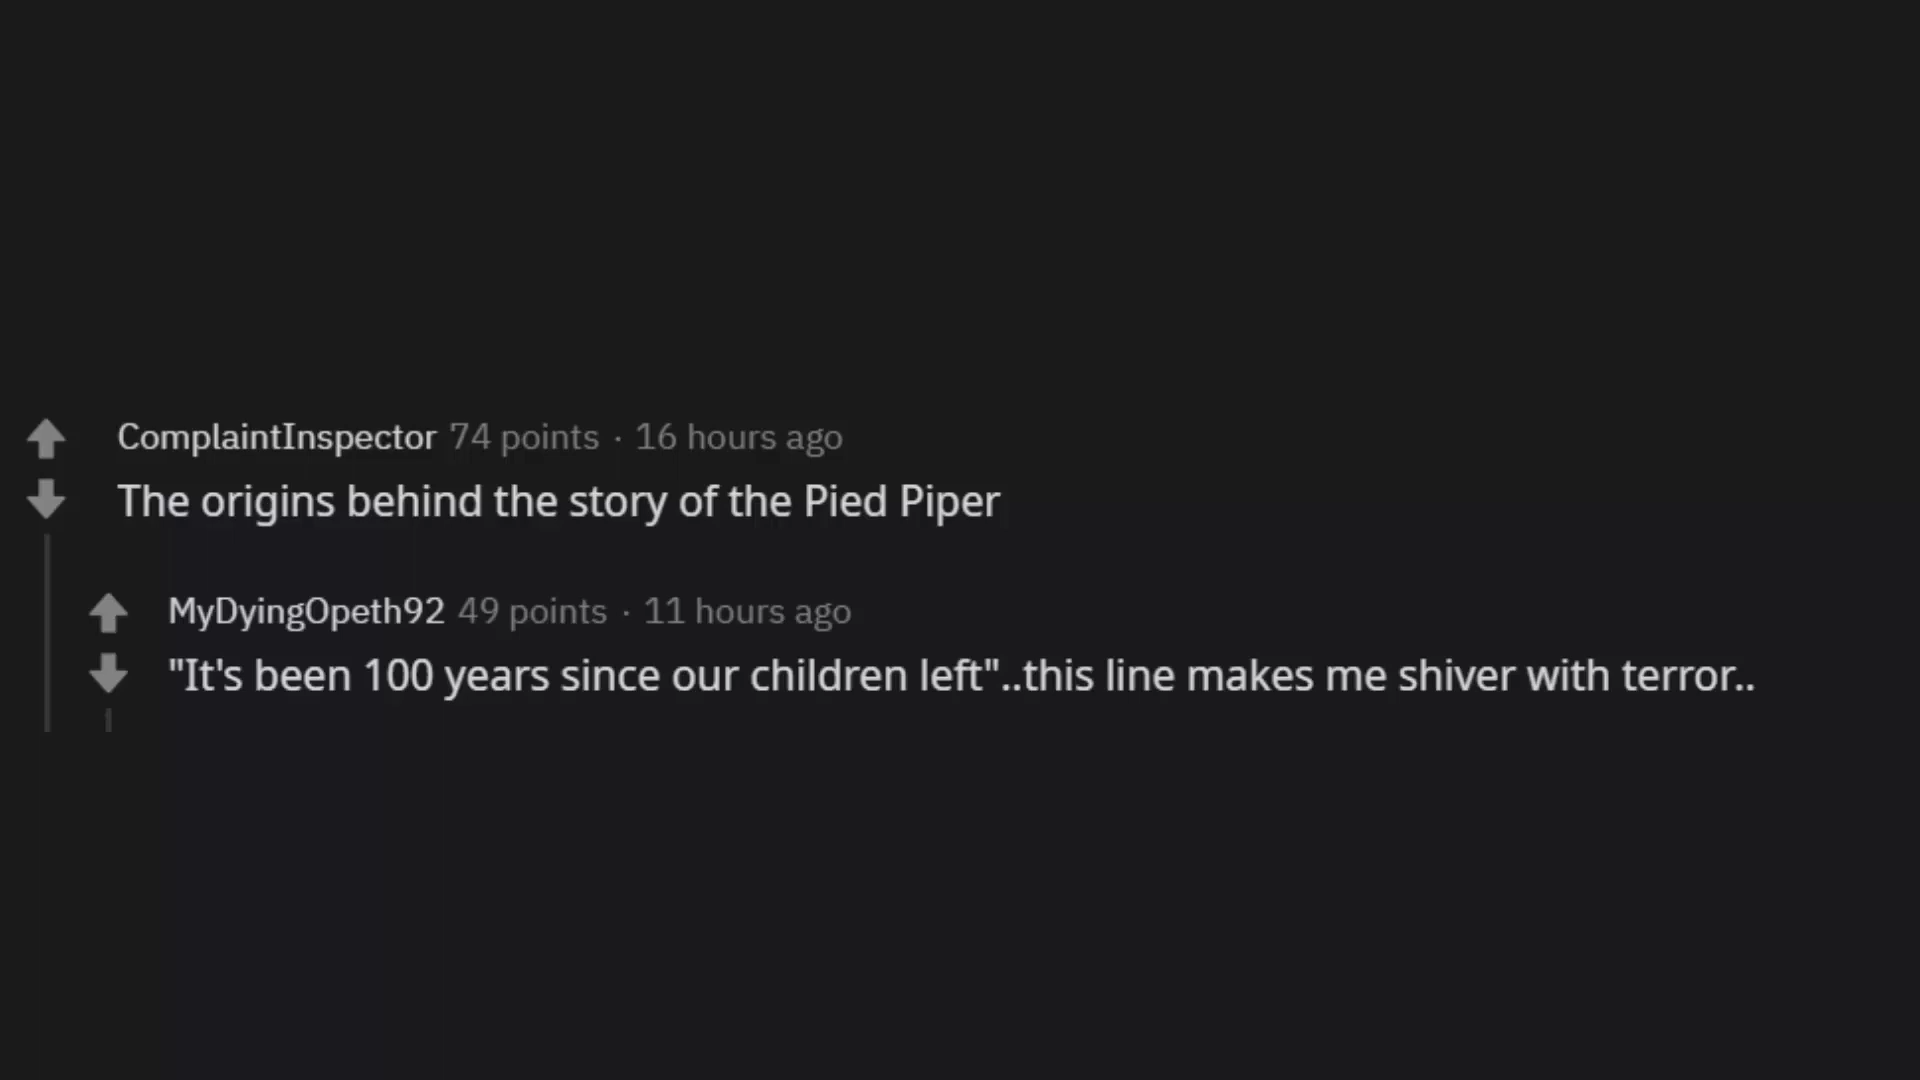 ComplaintInspector 74 points · 16 hours ago
The origins behind the story of the Pied Piper
MyDyingOpeth92 49 points · 11 hours ago
"It's been 100 years since our children left"..this line makes me shiver with terror..